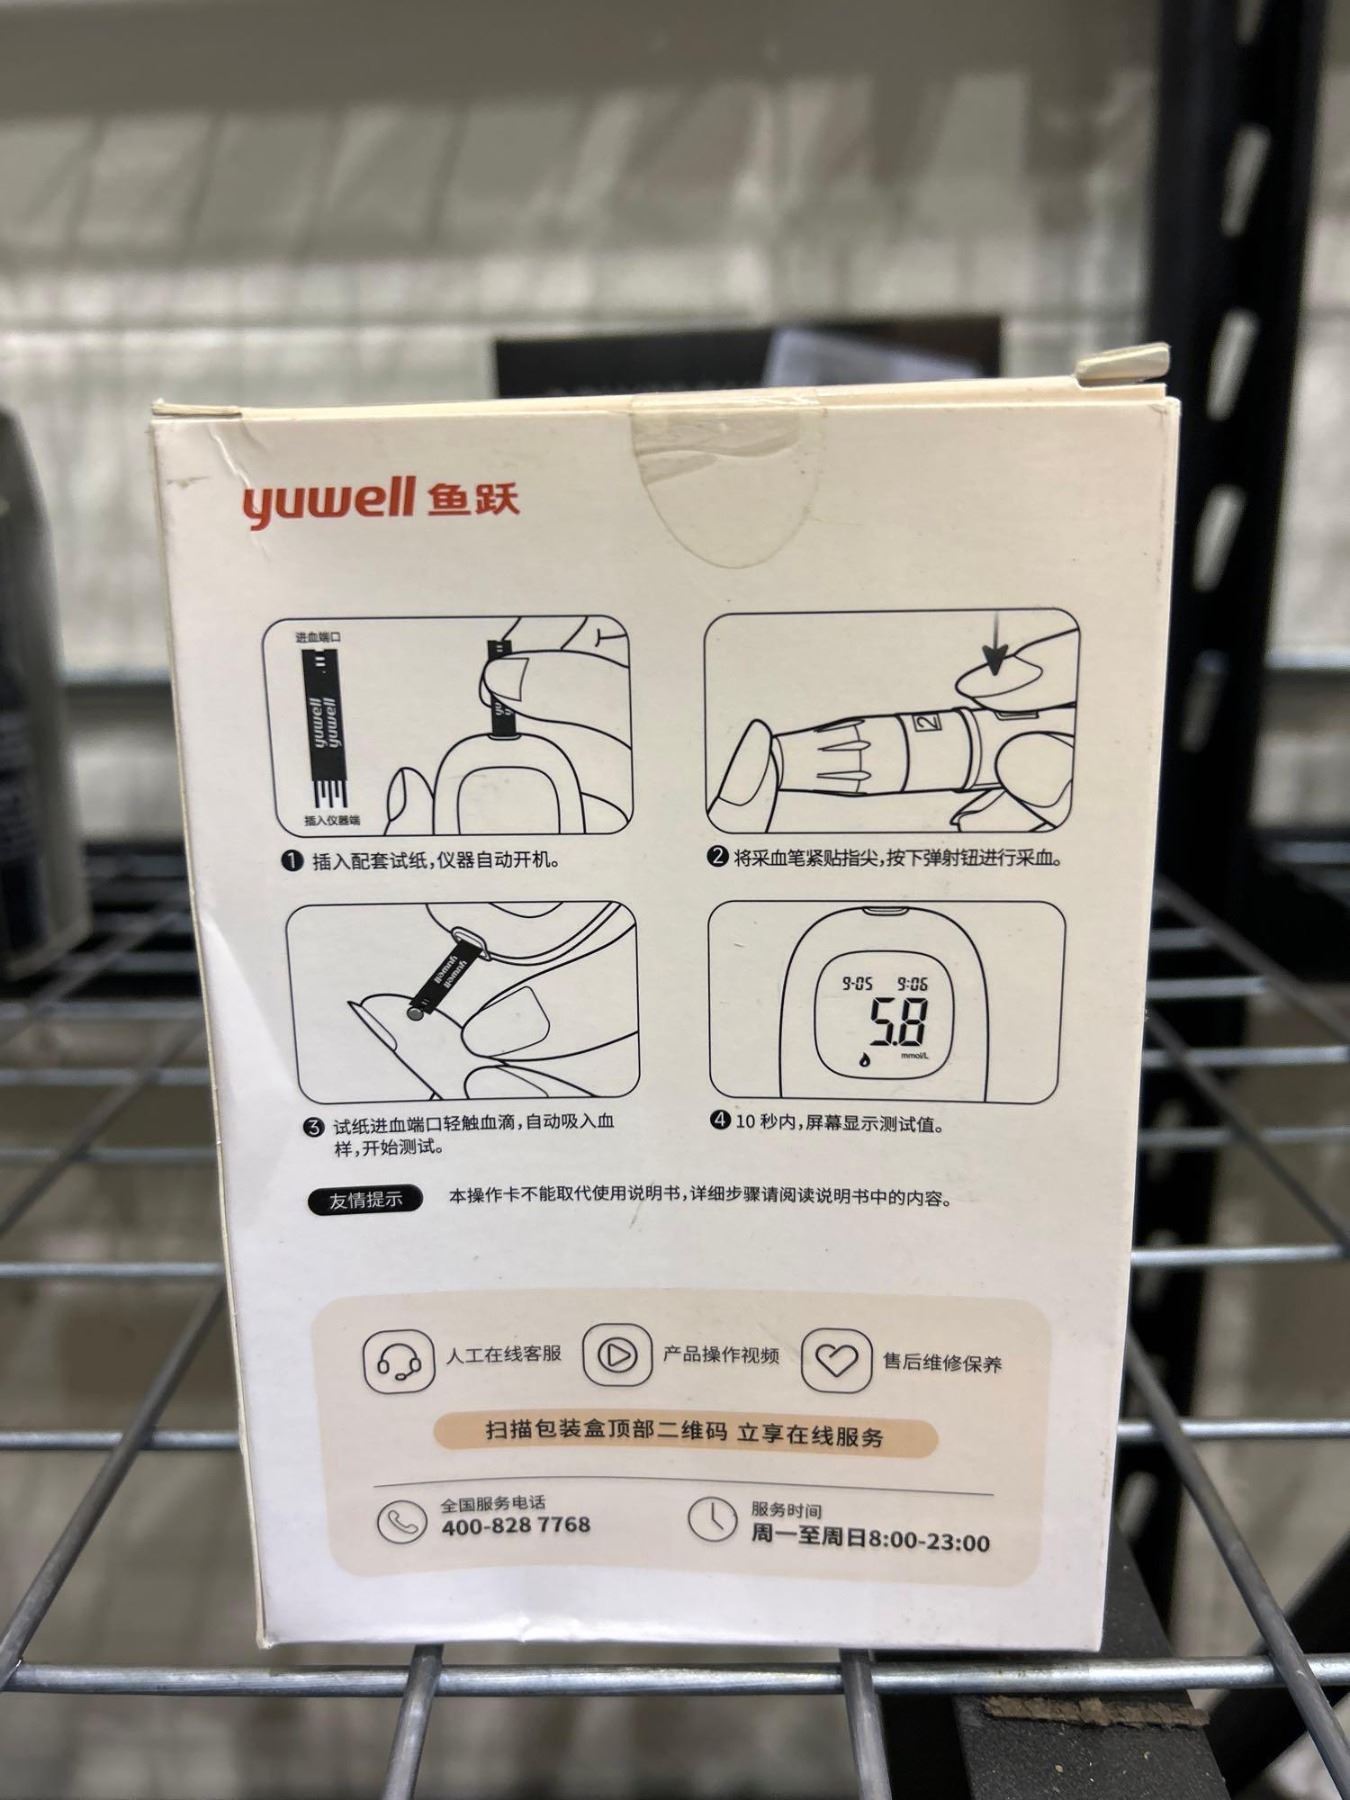 yuwell 鱼跃
进血端口
yuwell
yuwell
插入仪器端
2
1 插入配套试纸,仪器自动开机。
2 将采血笔紧贴指尖,按下弹射钮进行采血。
yuwell
yuwell
9-05 9:06
5.8
mmol/L
3 试纸进血端口轻触血滴,自动吸入血
样,开始测试。
4 10 秒内,屏幕显示测试值。
友情提示 本操作卡不能取代使用说明书,详细步骤请阅读说明书中的内容。
人工在线客服 产品操作视频 售后维修保养
扫描包装盒顶部二维码 立享在线服务
全国服务电话
400-828 7768
服务时间
周一至周日8:00-23:00